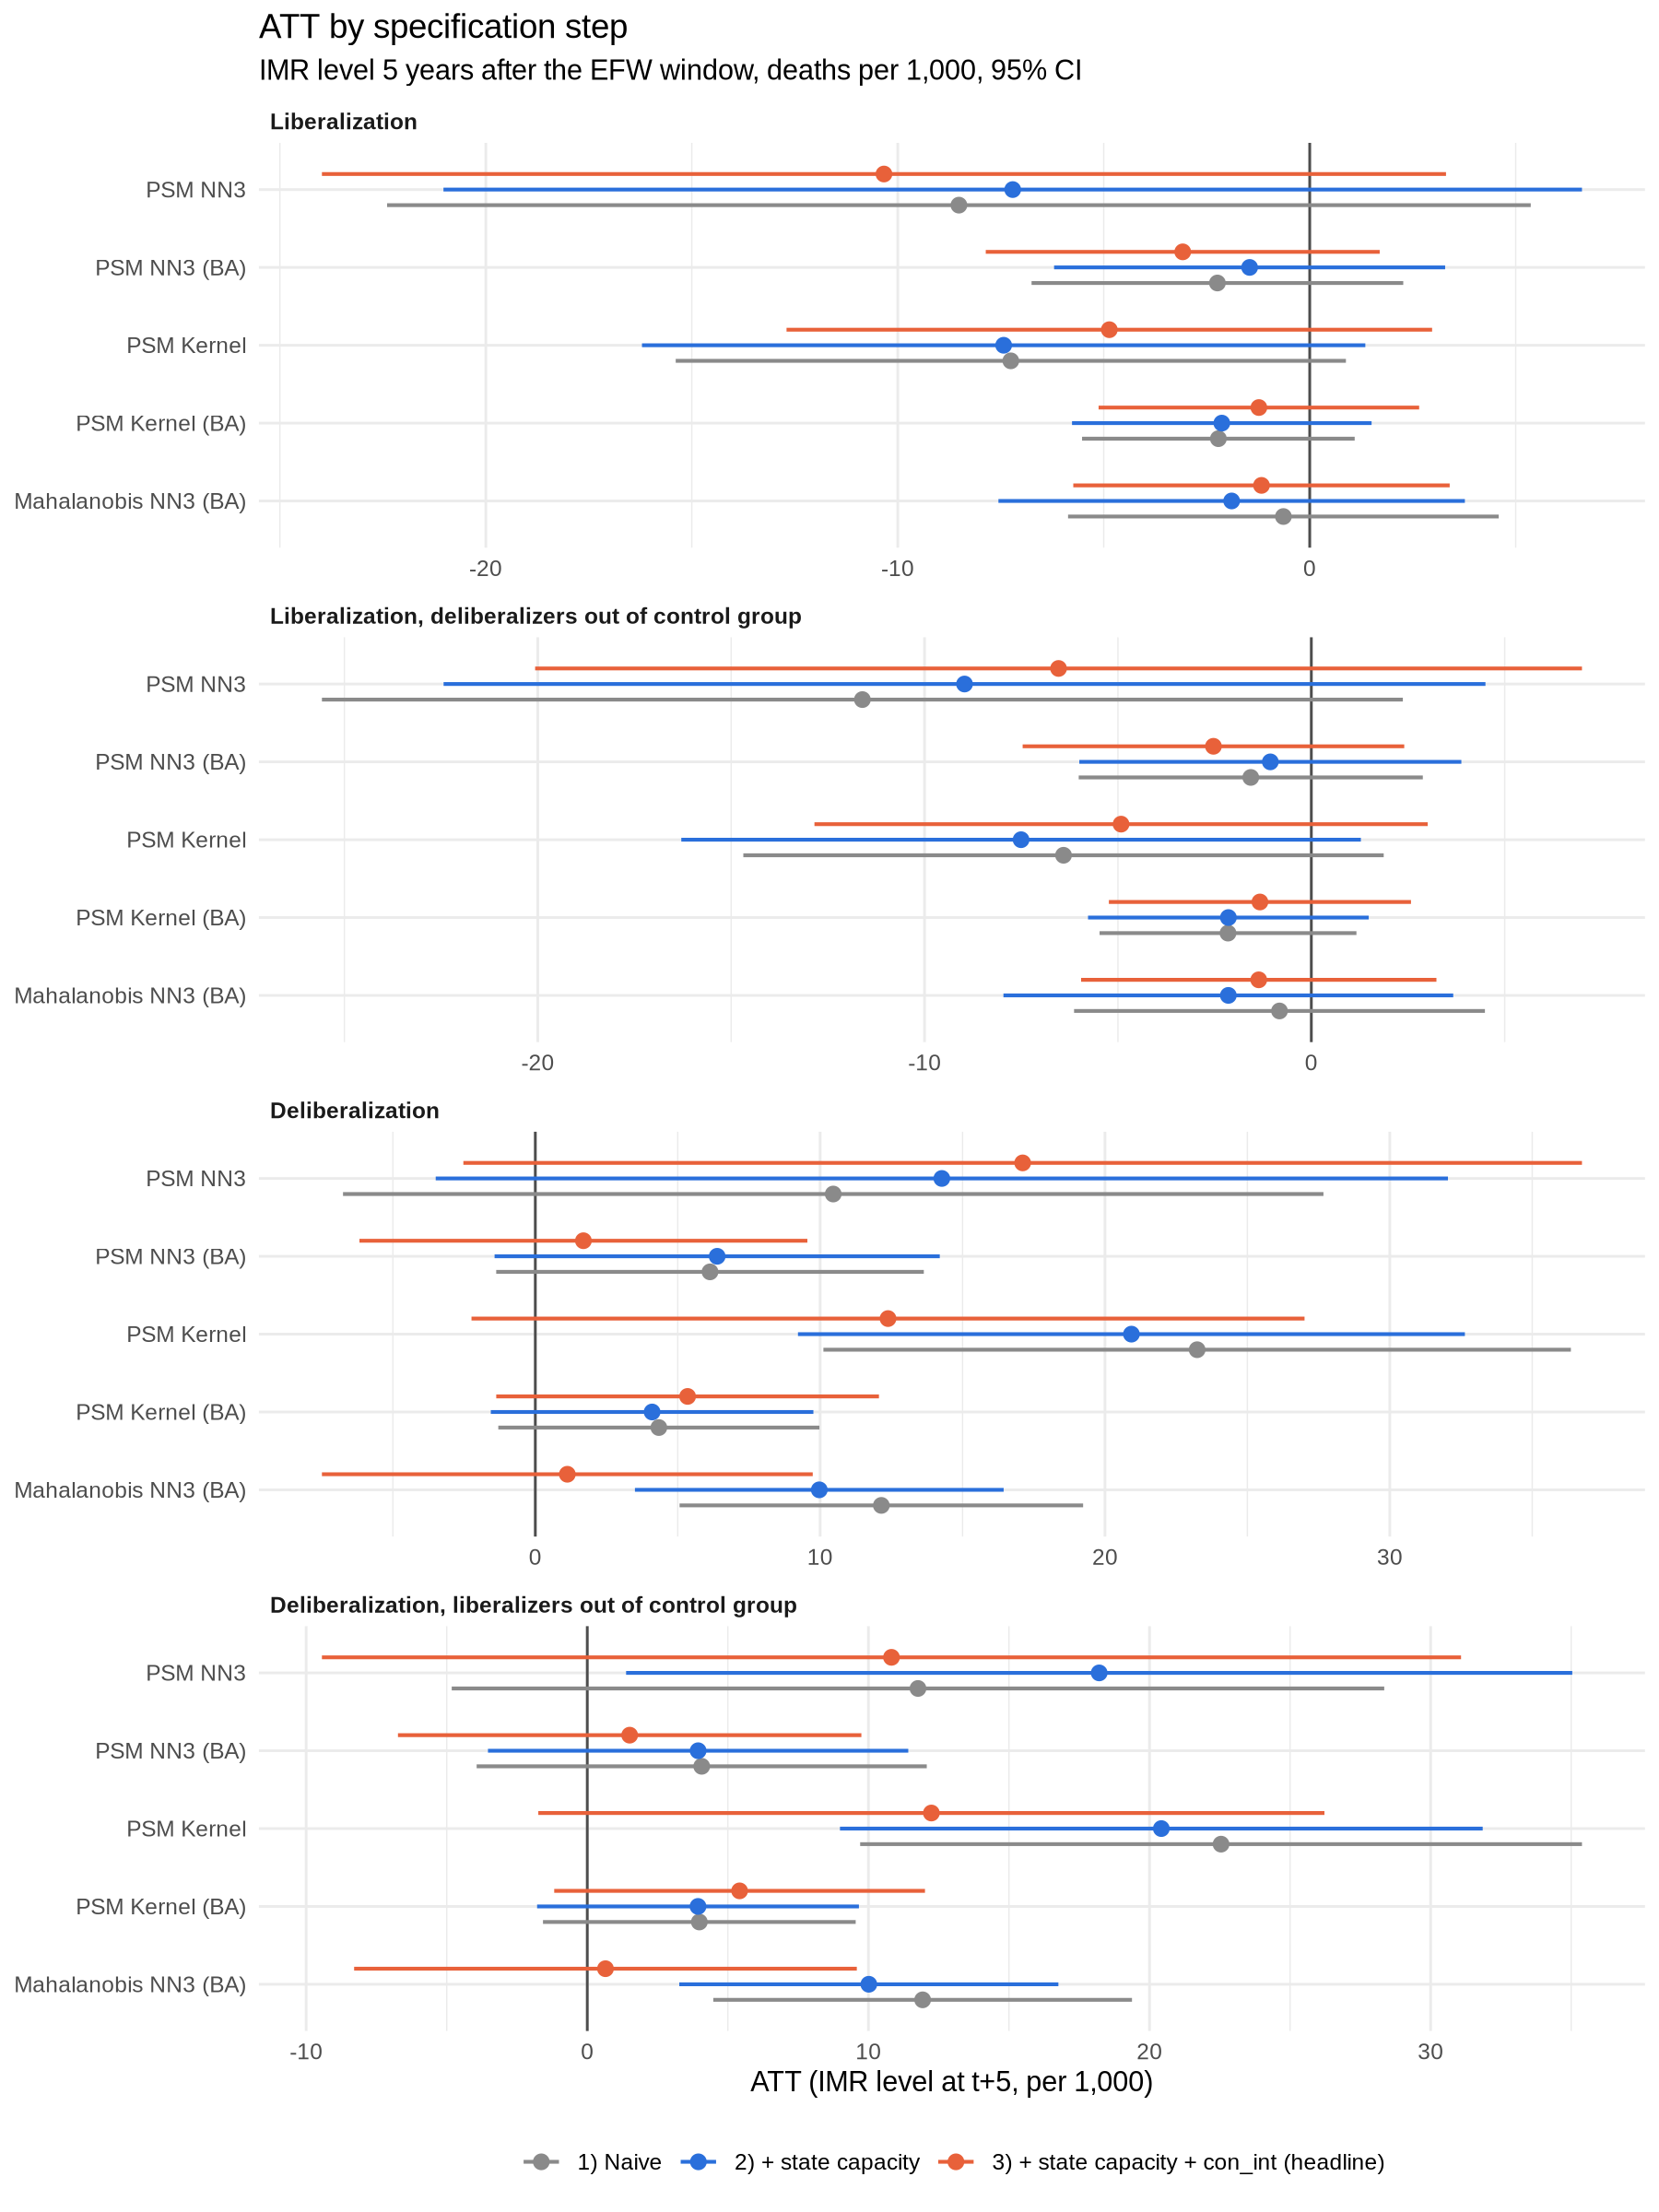 ATT by specification step
IMR level 5 years after the EFW window, deaths per 1,000, 95% CI
Liberalization
PSM NN3
PSM NN3 (BA)
PSM Kernel
PSM Kernel (BA)
Mahalanobis NN3 (BA)
-20 -10 0
Liberalization, deliberalizers out of control group
PSM NN3
PSM NN3 (BA)
PSM Kernel
PSM Kernel (BA)
Mahalanobis NN3 (BA)
-20 -10 0
Deliberalization
PSM NN3
PSM NN3 (BA)
PSM Kernel
PSM Kernel (BA)
Mahalanobis NN3 (BA)
0 10 20 30
Deliberalization, liberalizers out of control group
PSM NN3
PSM NN3 (BA)
PSM Kernel
PSM Kernel (BA)
Mahalanobis NN3 (BA)
-10 0 10 20 30
ATT (IMR level at t+5, per 1,000)
1) Naive 2) + state capacity 3) + state capacity + con_int (headline)